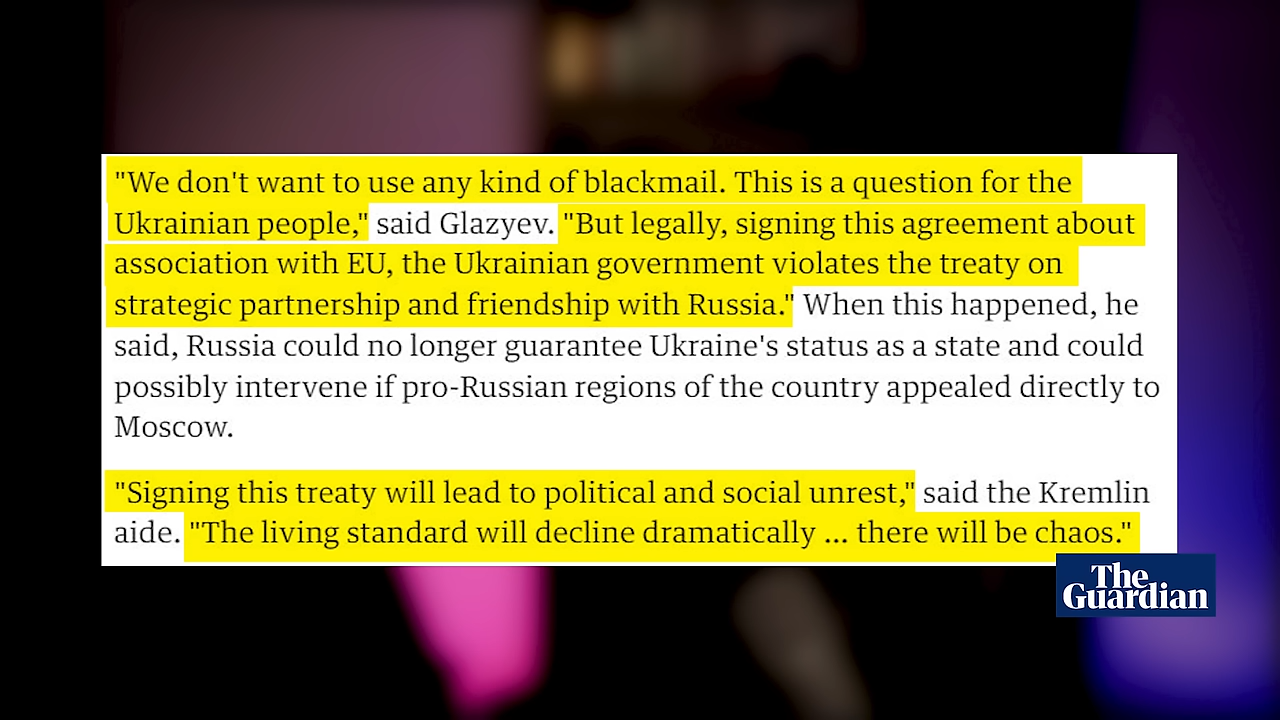 "We don't want to use any kind of blackmail. This is a question for the
Ukrainian people," said Glazyev. "But legally, signing this agreement about
association with EU, the Ukrainian government violates the treaty on
strategic partnership and friendship with Russia." When this happened, he
said, Russia could no longer guarantee Ukraine's status as a state and could
possibly intervene if pro-Russian regions of the country appealed directly to
Moscow.
"Signing this treaty will lead to political and social unrest," said the Kremlin
aide. "The living standard will decline dramatically ... there will be chaos."
The
Guardian